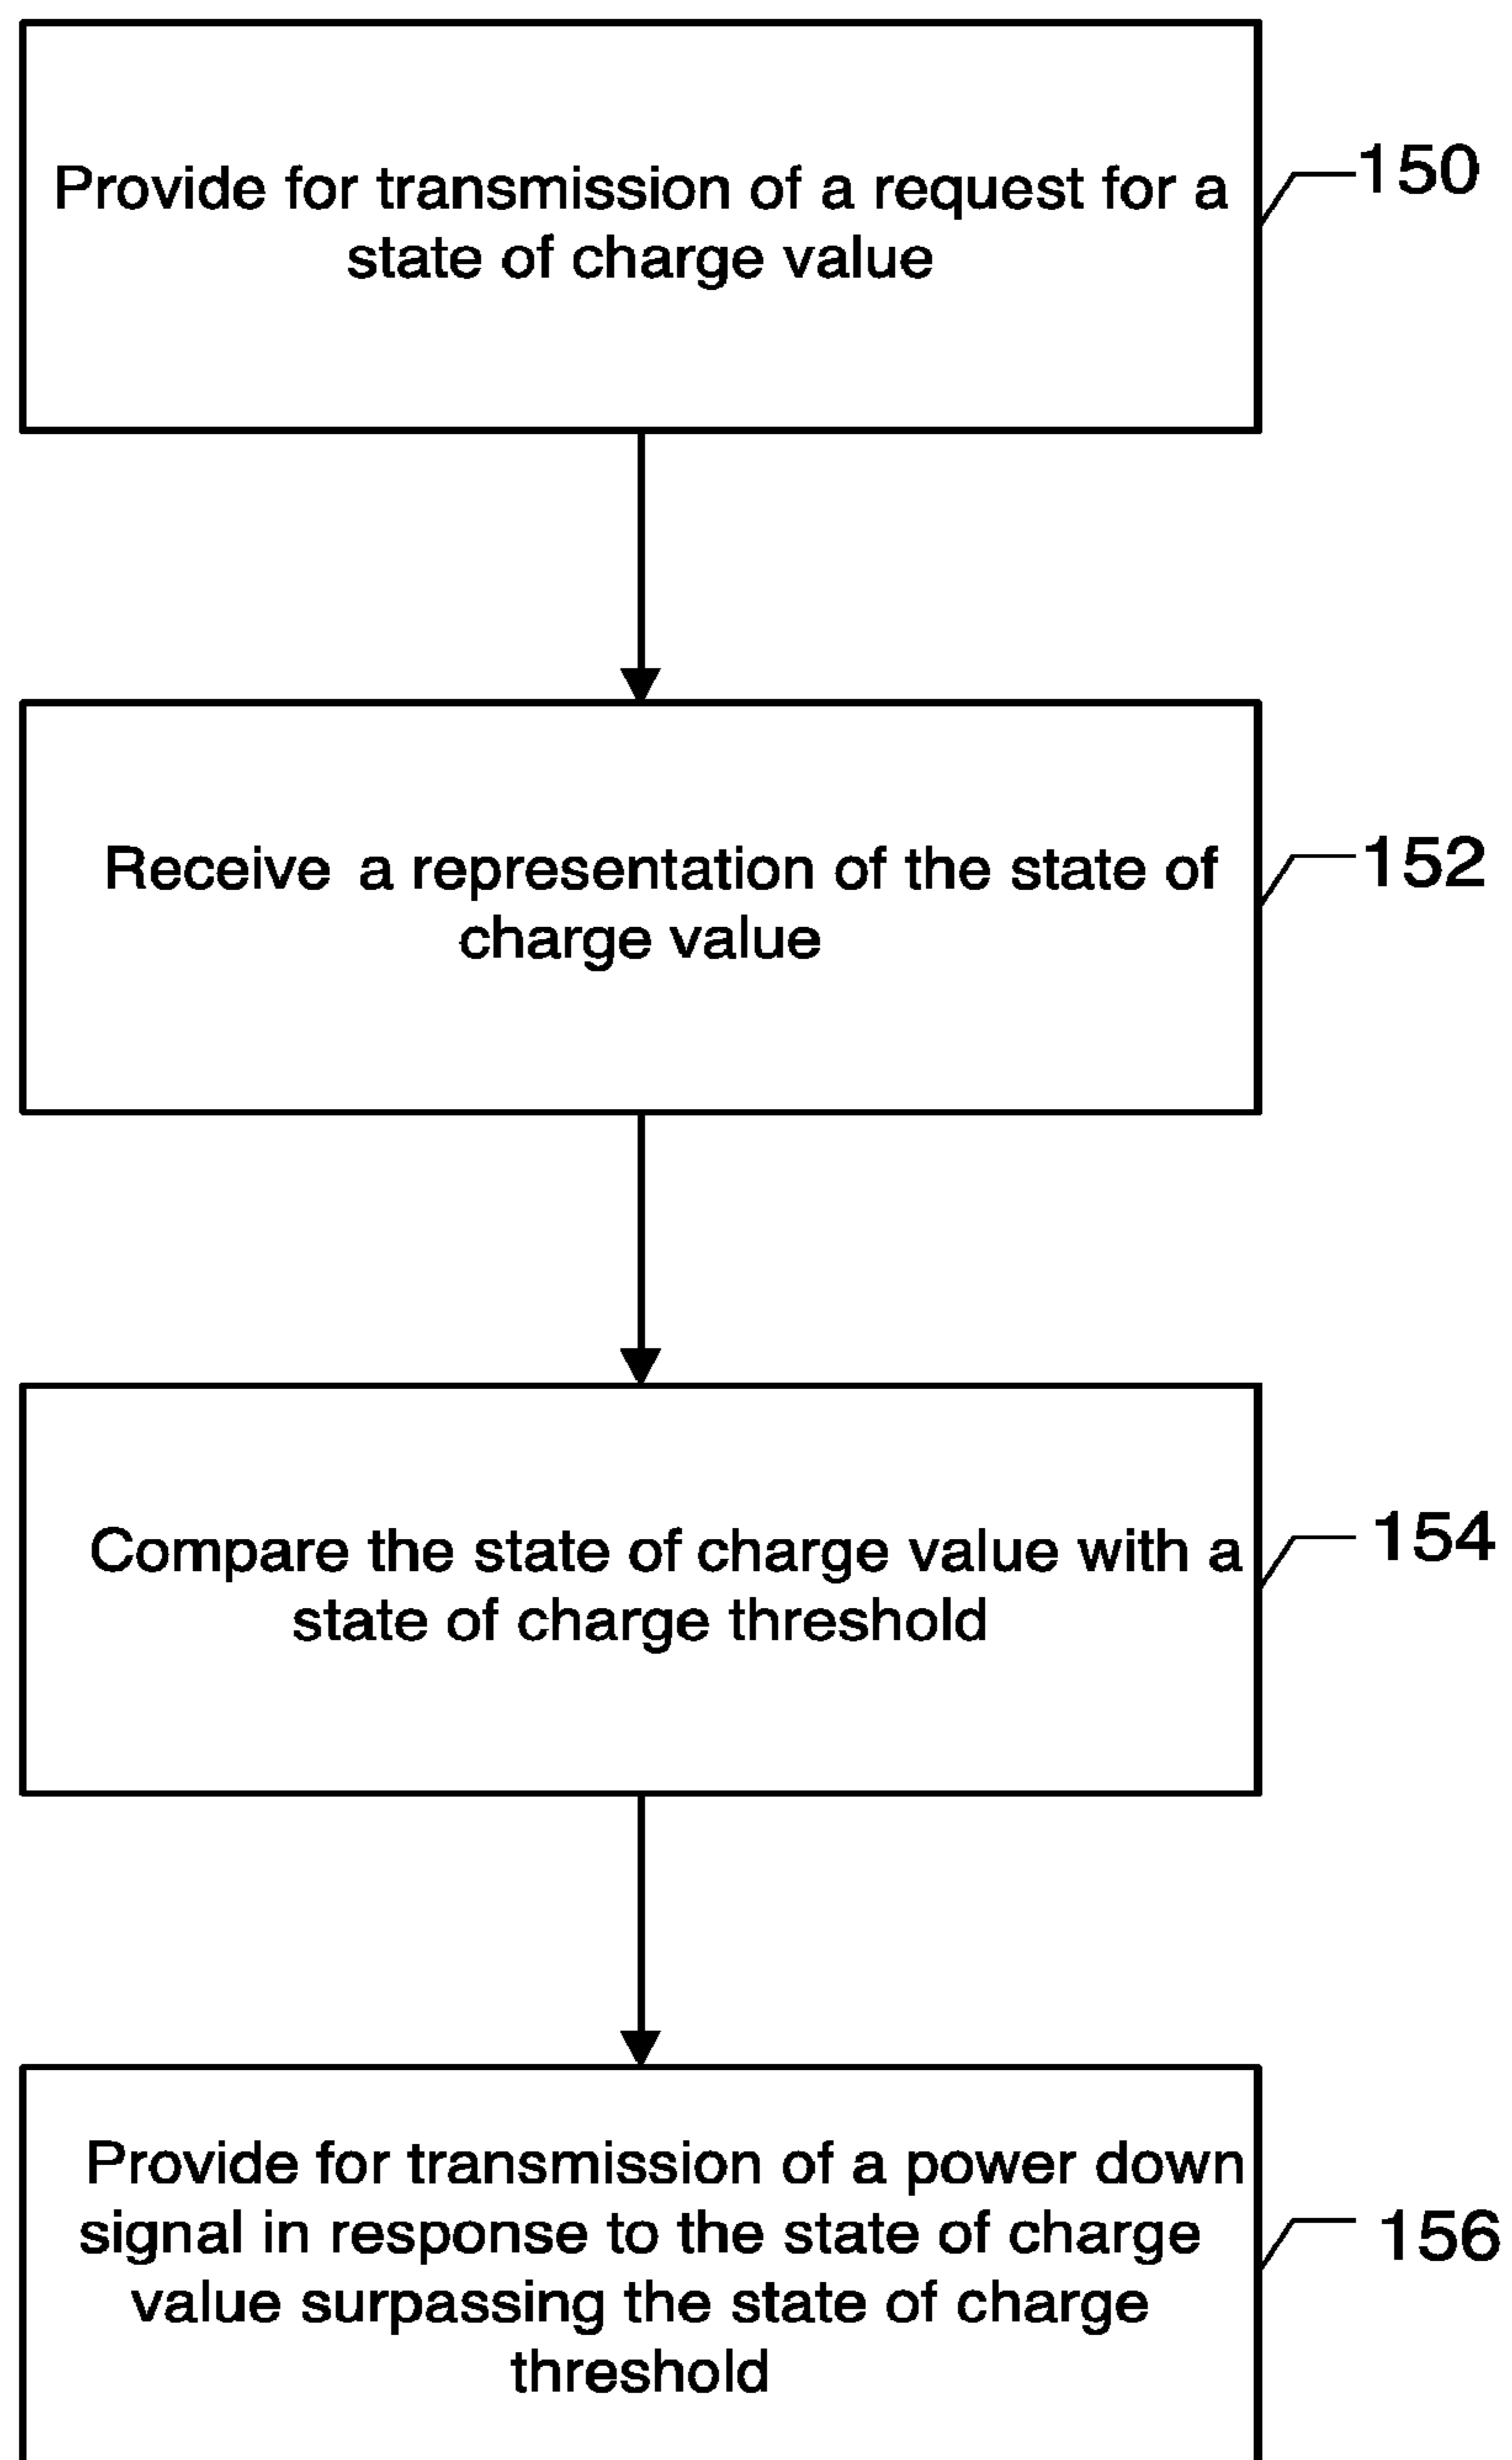 Provide for transmission of a request for a
state of charge value
150
Receive a representation of the state of
charge value
152
Compare the state of charge value with a
state of charge threshold
154
Provide for transmission of a power down
signal in response to the state of charge
value surpassing the state of charge
threshold
156